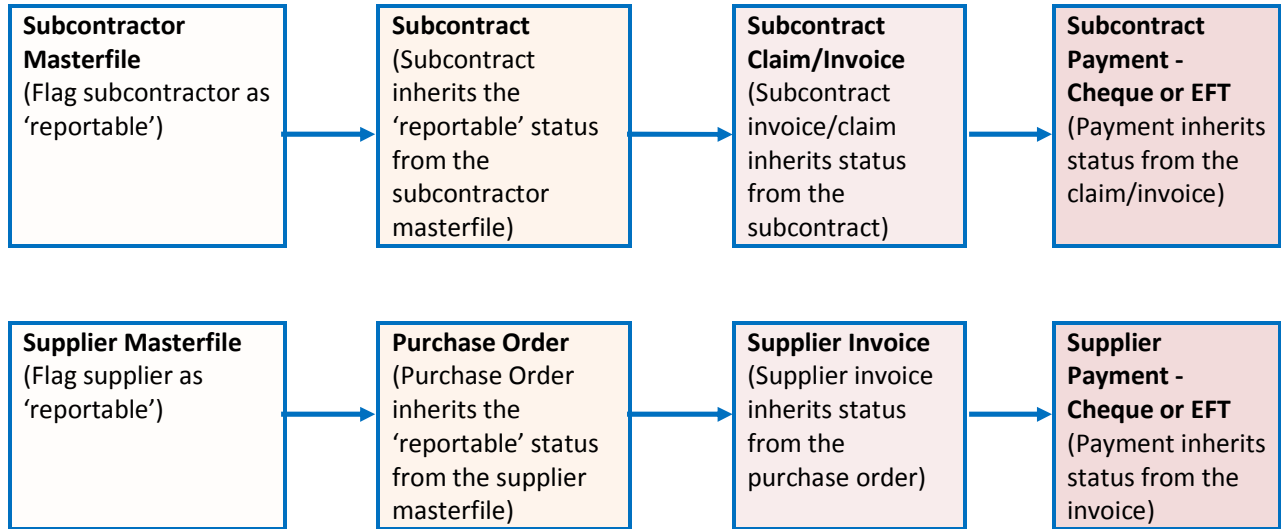 Subcontractor
Masterfile
(Flag subcontractor as
‘reportable’)
Subcontract
(Subcontract
inherits the
‘reportable’ status
from the
subcontractor
masterfile)
Subcontract
Claim/Invoice
(Subcontract
invoice/claim
inherits status
from the
subcontract)
Subcontract
Payment -
Cheque or EFT
(Payment inherits
status from the
claim/invoice)
Supplier Masterfile
(Flag supplier as
‘reportable’)
Purchase Order
(Purchase Order
inherits the
‘reportable’ status
from the supplier
masterfile)
Supplier Invoice
(Supplier invoice
inherits status
from the
purchase order)
Supplier
Payment -
Cheque or EFT
(Payment inherits
status from the
invoice)